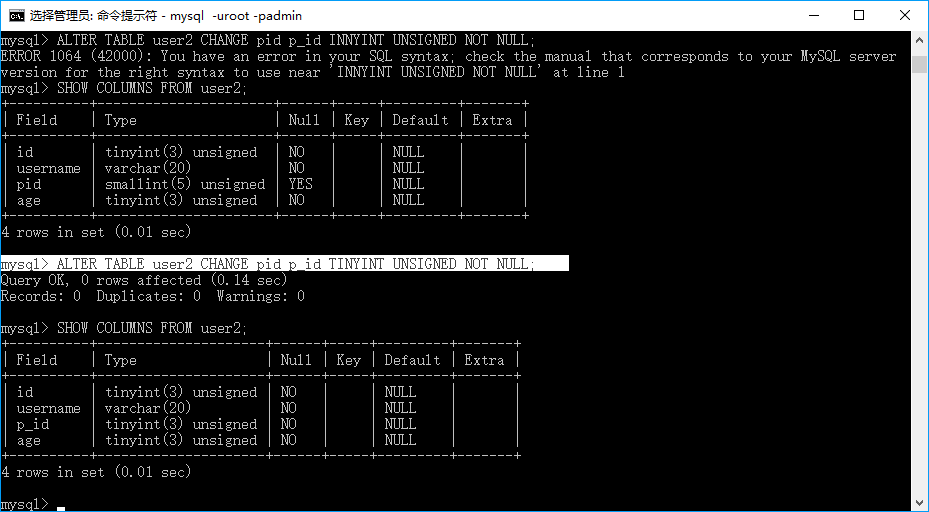 选择管理员: 命令提示符 - mysql  -uroot -padmin
mysql> ALTER TABLE user2 CHANGE pid p_id INNYINT UNSIGNED NOT NULL;
ERROR 1064 (42000): You have an error in your SQL syntax; check the manual that corresponds to your MySQL server
version for the right syntax to use near 'INNYINT UNSIGNED NOT NULL' at line 1
mysql> SHOW COLUMNS FROM user2;
+----------+----------------------+------+-----+---------+-------+
| Field    | Type                 | Null | Key | Default | Extra |
+----------+----------------------+------+-----+---------+-------+
| id       | tinyint(3) unsigned  | NO   |     | NULL    |       |
| username | varchar(20)          | NO   |     | NULL    |       |
| pid      | smallint(5) unsigned | YES  |     | NULL    |       |
| age      | tinyint(3) unsigned  | NO   |     | NULL    |       |
+----------+----------------------+------+-----+---------+-------+
4 rows in set (0.01 sec)
mysql> ALTER TABLE user2 CHANGE pid p_id TINYINT UNSIGNED NOT NULL;
Query OK, 0 rows affected (0.14 sec)
Records: 0  Duplicates: 0  Warnings: 0
mysql> SHOW COLUMNS FROM user2;
+----------+---------------------+------+-----+---------+-------+
| Field    | Type                | Null | Key | Default | Extra |
+----------+---------------------+------+-----+---------+-------+
| id       | tinyint(3) unsigned | NO   |     | NULL    |       |
| username | varchar(20)         | NO   |     | NULL    |       |
| p_id     | tinyint(3) unsigned | NO   |     | NULL    |       |
| age      | tinyint(3) unsigned | NO   |     | NULL    |       |
+----------+---------------------+------+-----+---------+-------+
4 rows in set (0.01 sec)
mysql>